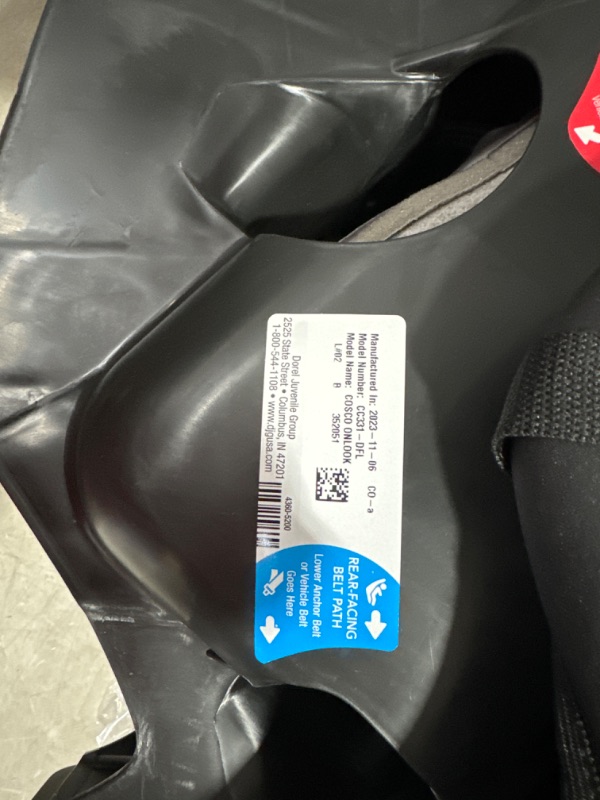 Manufactured In: 2023-11-06 CO-a
Model Number: CC331-DFL
Model Name: COSCO ONLOOK
L#02 B 352051
Dorel Juvenile Group
2525 State Street • Columbus, IN 47201
1-800-544-1108 • www.djgusa.com
4360-5200
REAR-FACING
BELT PATH
Lower Anchor Belt
or Vehicle Belt
Goes Here